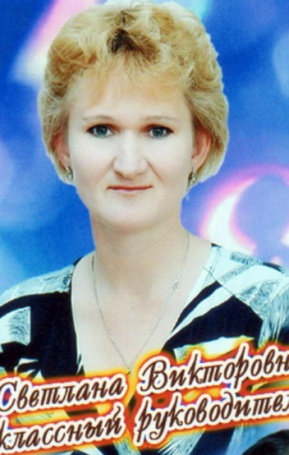 Светлана Викторовн
классный руководител